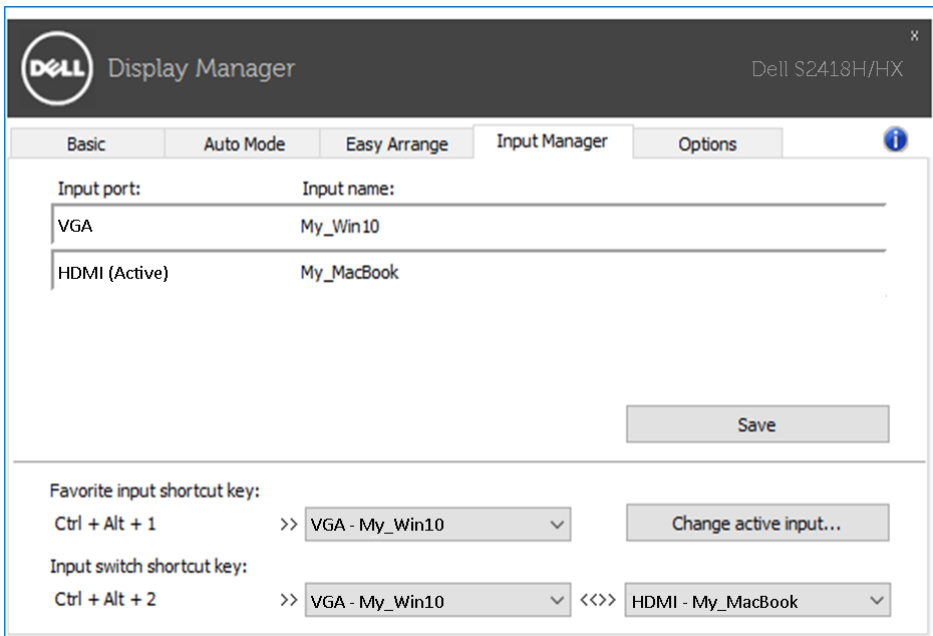 x
DELL Display Manager Dell S2418H/HX
Basic Auto Mode Easy Arrange Input Manager Options i
Input port: Input name:
VGA My_Win10
HDMI (Active) My_MacBook
Save
Favorite input shortcut key:
Ctrl + Alt + 1 >> VGA - My_Win10 Change active input...
Input switch shortcut key:
Ctrl + Alt + 2 >> VGA - My_Win10 <<>> HDMI - My_MacBook